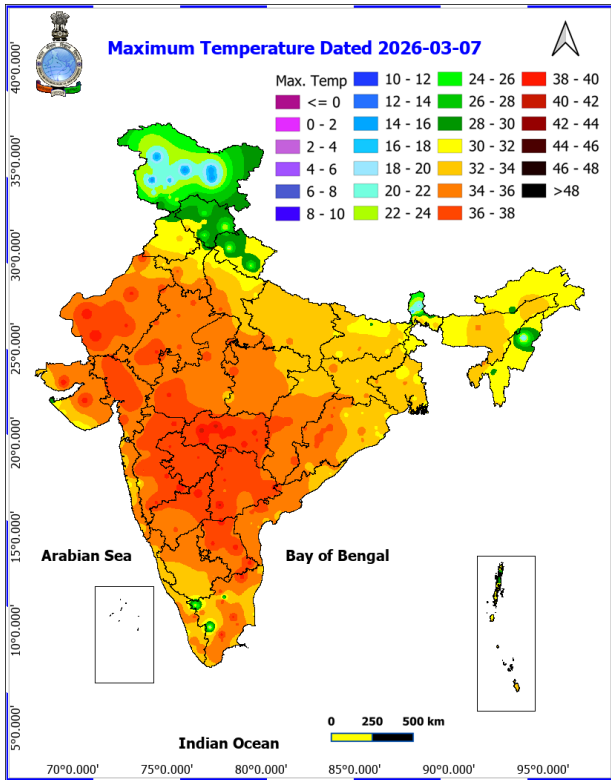 Maximum Temperature Dated 2026-03-07
Max. Temp
<= 0
0 - 2
2 - 4
4 - 6
6 - 8
8 - 10
10 - 12
12 - 14
14 - 16
16 - 18
18 - 20
20 - 22
22 - 24
24 - 26
26 - 28
28 - 30
30 - 32
32 - 34
34 - 36
36 - 38
38 - 40
40 - 42
42 - 44
44 - 46
46 - 48
>48
40°0.000'
35°0.000'
30°0.000'
25°0.000'
20°0.000'
15°0.000'
10°0.000'
5°0.000'
Arabian Sea
Bay of Bengal
Indian Ocean
0 250 500 km
70°0.000' 75°0.000' 80°0.000' 85°0.000' 90°0.000' 95°0.000'